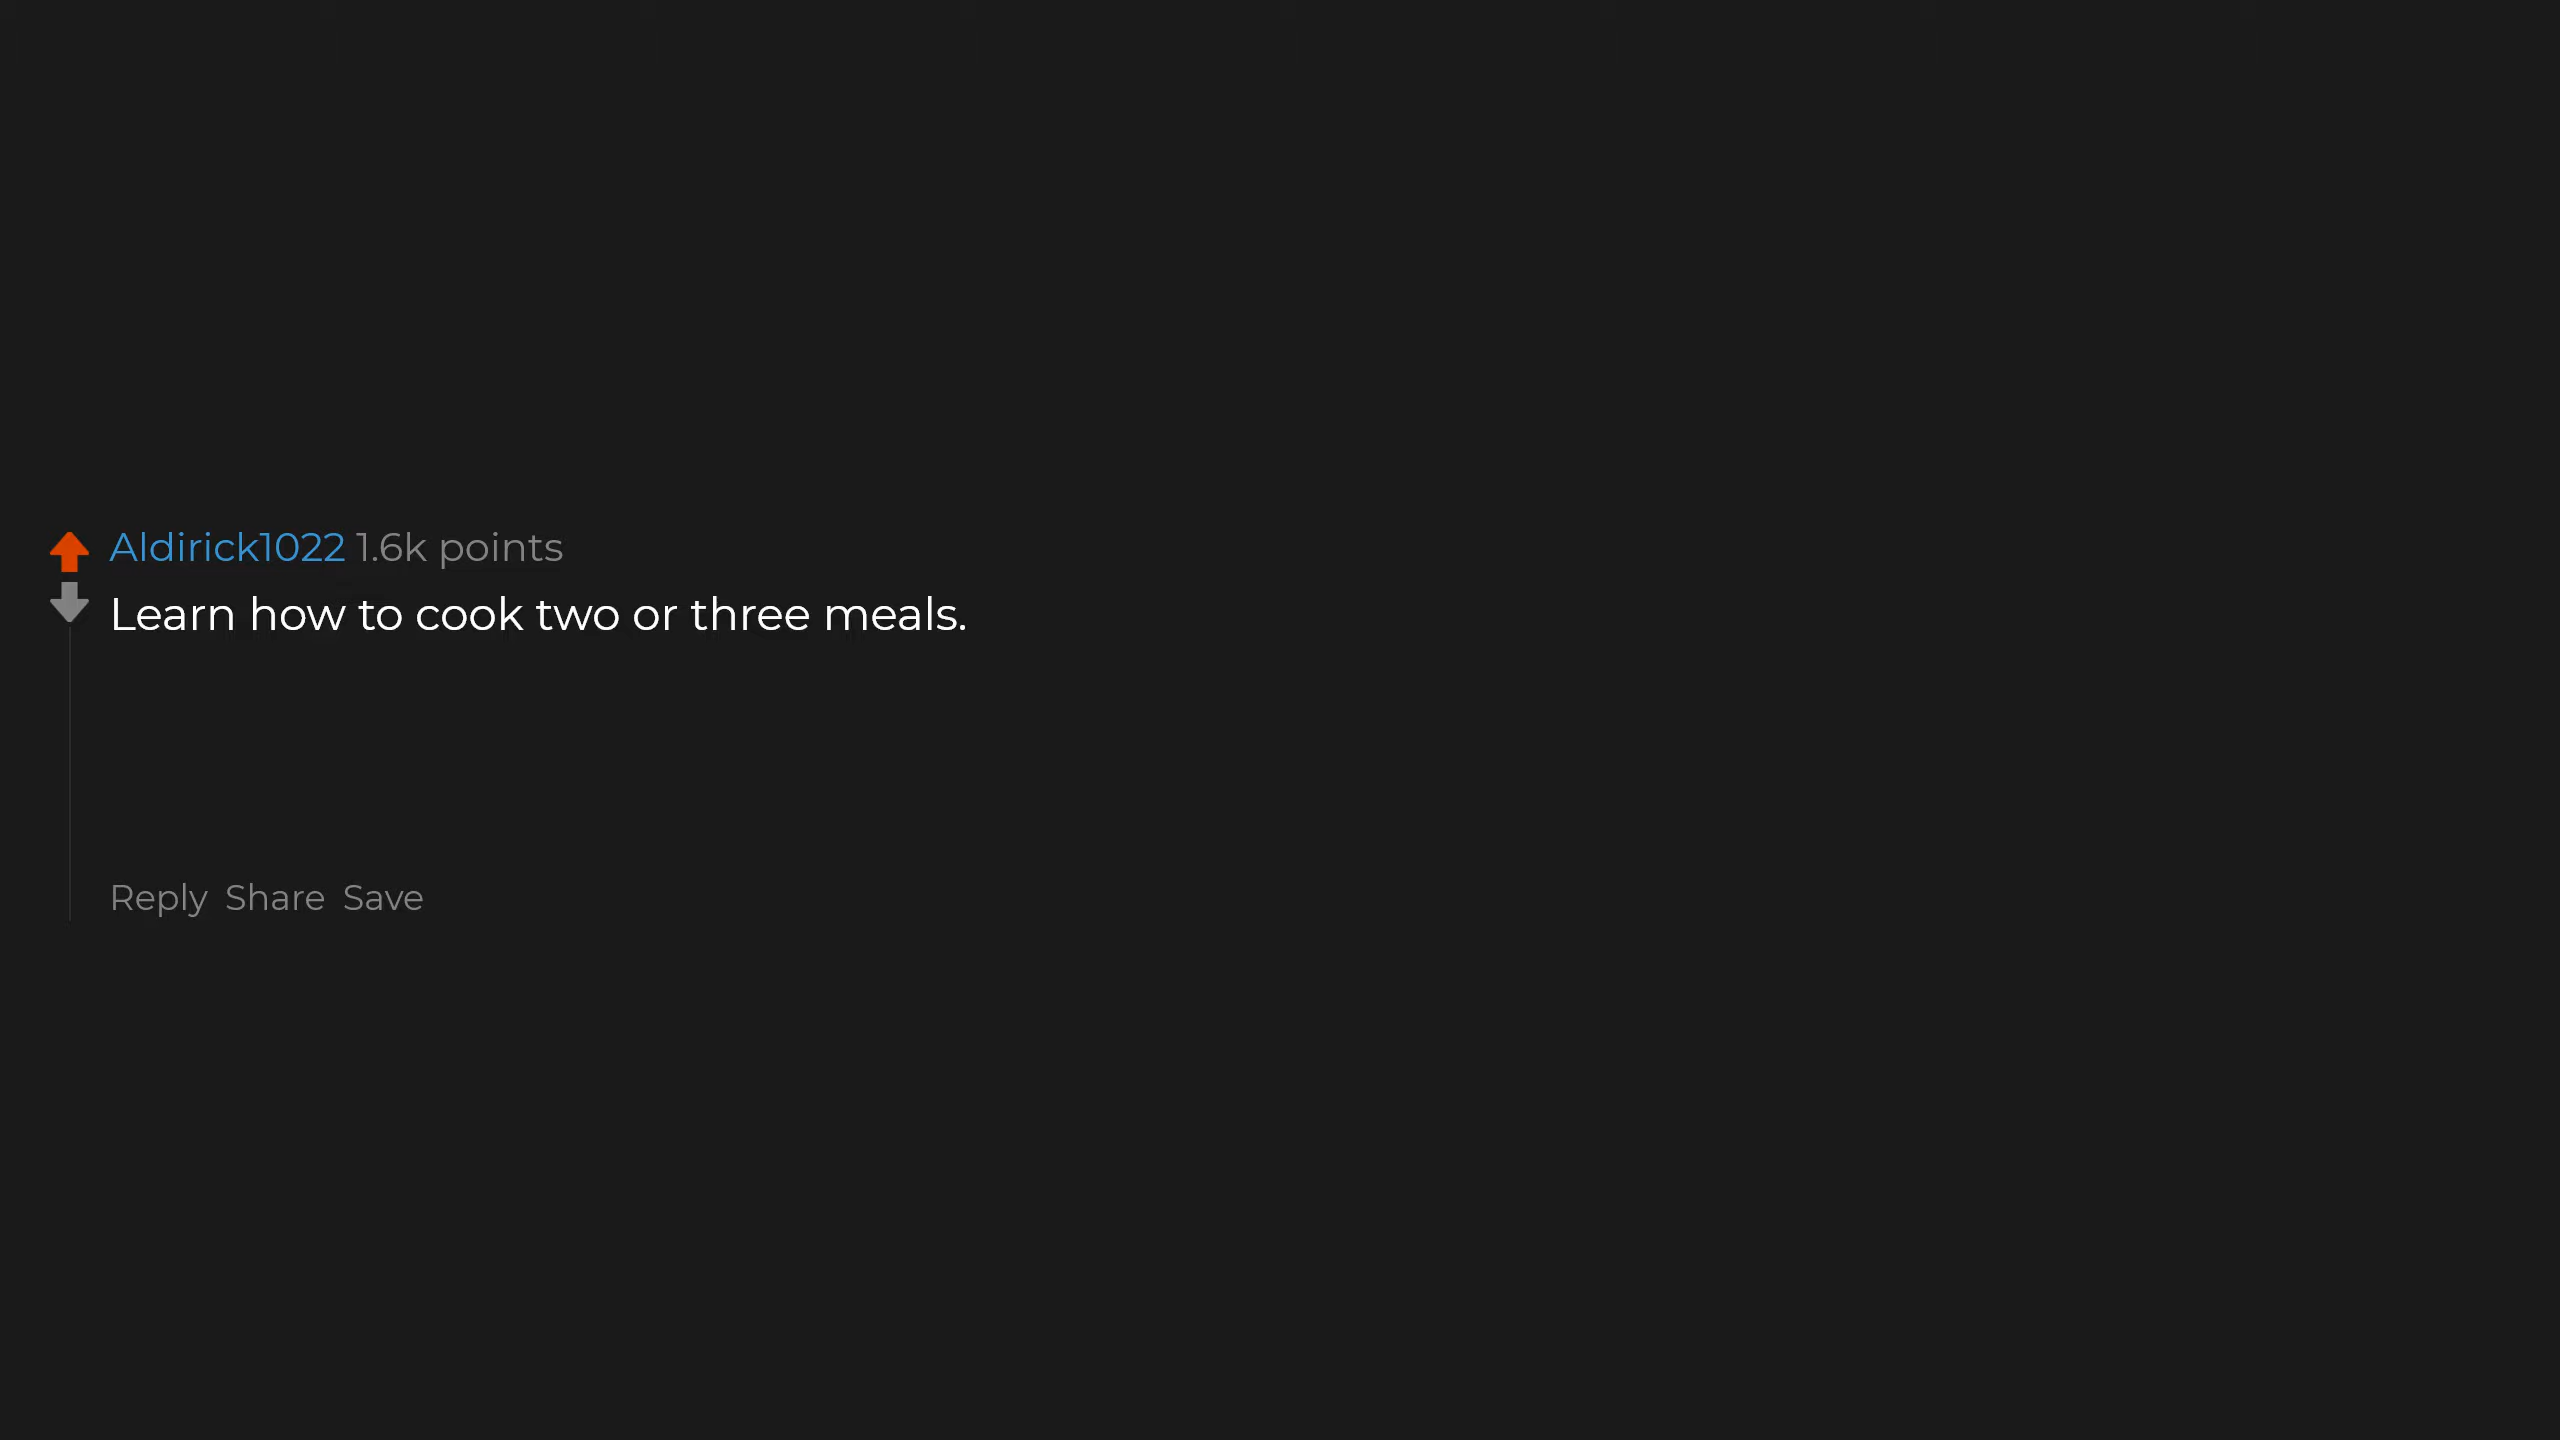 Aldirick1022 1.6k points
Learn how to cook two or three meals.
Reply Share Save